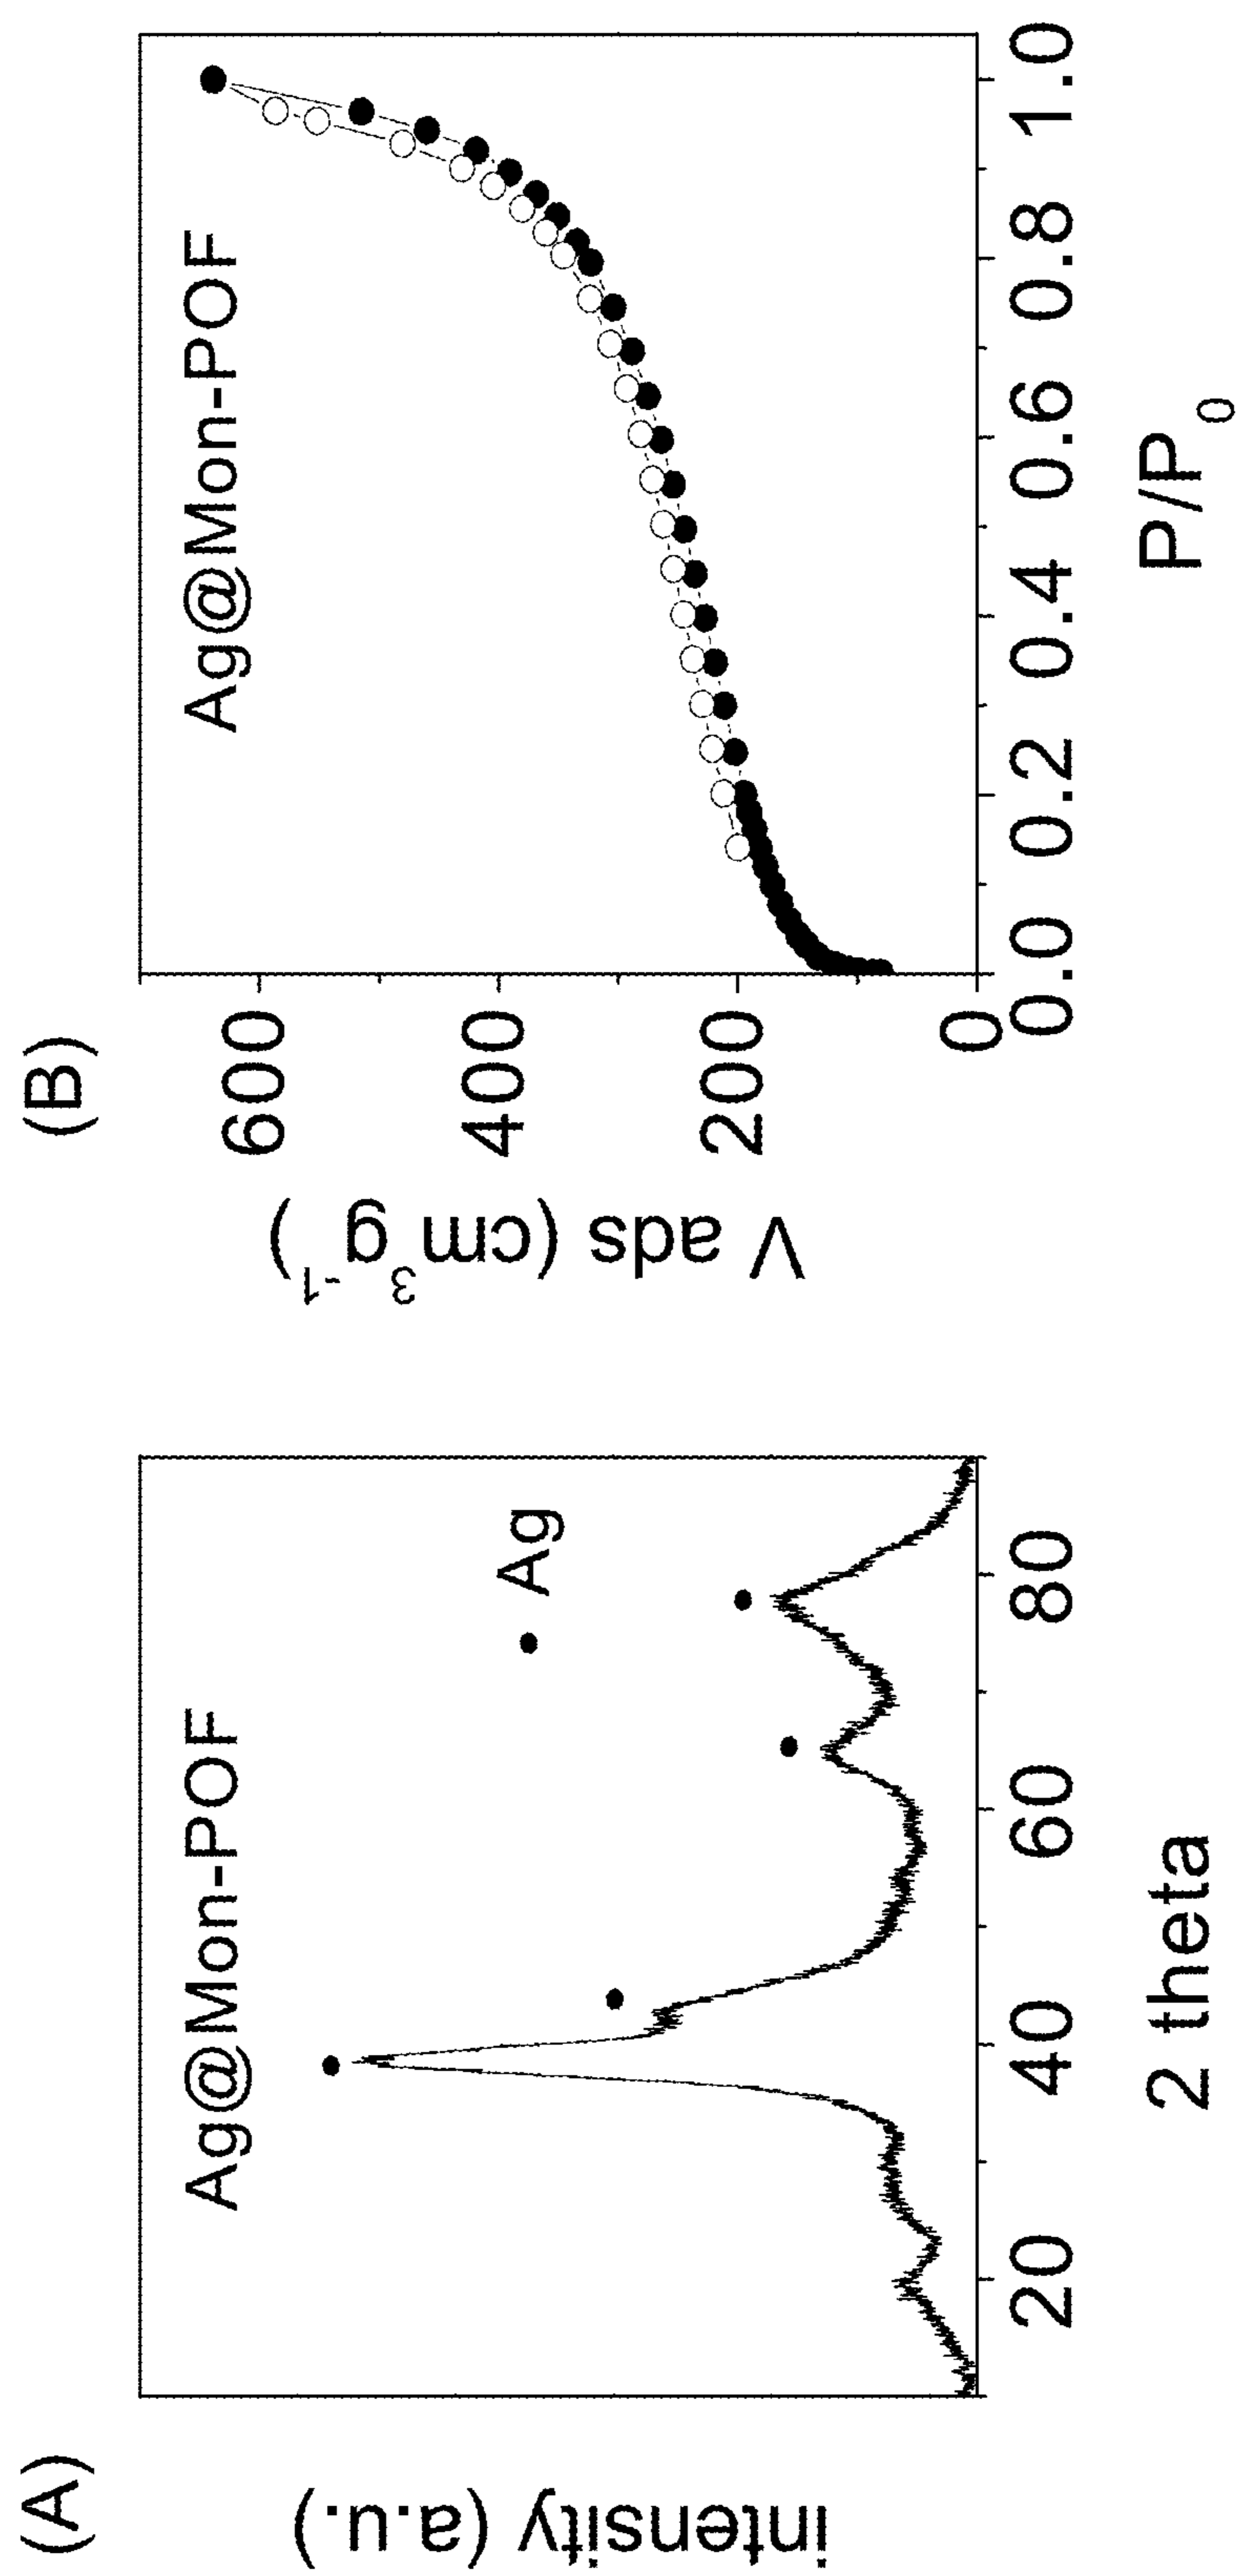 (A)
Ag@Mon-POF
Ag
intensity (a.u.)
20 40 60 80
2 theta
(B)
Ag@Mon-POF
V ads (cm³g⁻¹)
600
400
200
0
0.0 0.2 0.4 0.6 0.8 1.0
P/P₀